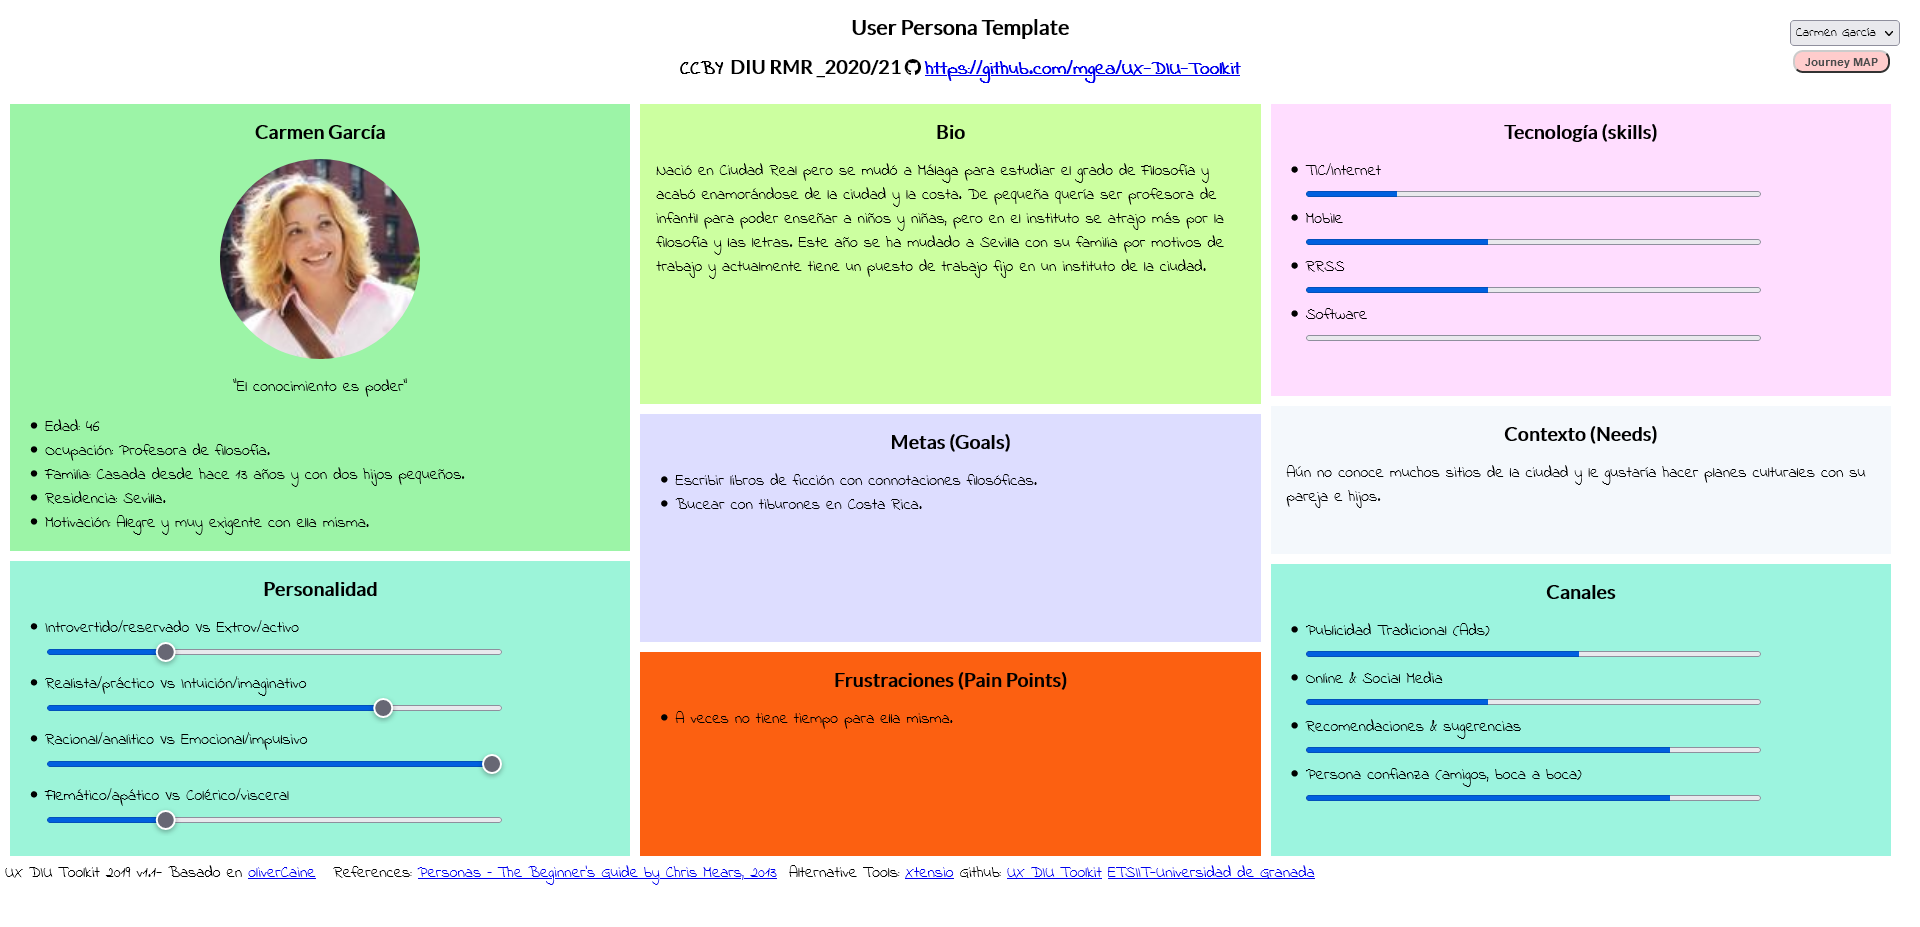 User Persona Template
CCBY DIU RMR _2020/21 https://github.com/mgea/UX-DIU-Toolkit
Carmen García
Journey MAP
Carmen García
"El conocimiento es poder"
Edad: 46
Ocupación: Profesora de filosofía.
Familia: Casada desde hace 13 años y con dos hijos pequeños.
Residencia: Sevilla.
Motivación: Alegre y muy exigente con ella misma.
Personalidad
Introvertido/reservado Vs Extrov/activo
Realista/práctico Vs Intuición/imaginativo
Racional/analitico Vs Emocional/impulsivo
Flemático/apático Vs Colérico/visceral
Bio
Nació en Ciudad Real pero se mudó a Málaga para estudiar el grado de Filosofía y
acabó enamorándose de la ciudad y la costa. De pequeña quería ser profesora de
infantil para poder enseñar a niños y niñas, pero en el instituto se atrajo más por la
filosofía y las letras. Este año se ha mudado a Sevilla con su familia por motivos de
trabajo y actualmente tiene un puesto de trabajo fijo en un instituto de la ciudad.
Metas (Goals)
Escribir libros de ficción con connotaciones filosóficas.
Bucear con tiburones en Costa Rica.
Frustraciones (Pain Points)
A veces no tiene tiempo para ella misma.
Tecnología (skills)
TIC/Internet
Mobile
RRSS
Software
Contexto (Needs)
Aún no conoce muchos sitios de la ciudad y le gustaría hacer planes culturales con su
pareja e hijos.
Canales
Publicidad Tradicional (Ads)
Online & Social Media
Recomendaciones & sugerencias
Persona confianza (amigos, boca a boca)
UX DIU Toolkit 2019 v1.1- Basado en oliverCaine References: Personas - The Beginner's Guide by Chris Mears, 2013 Alternative Tools: Xtensio Github: UX DIU Toolkit ETSIIT-Universidad de Granada